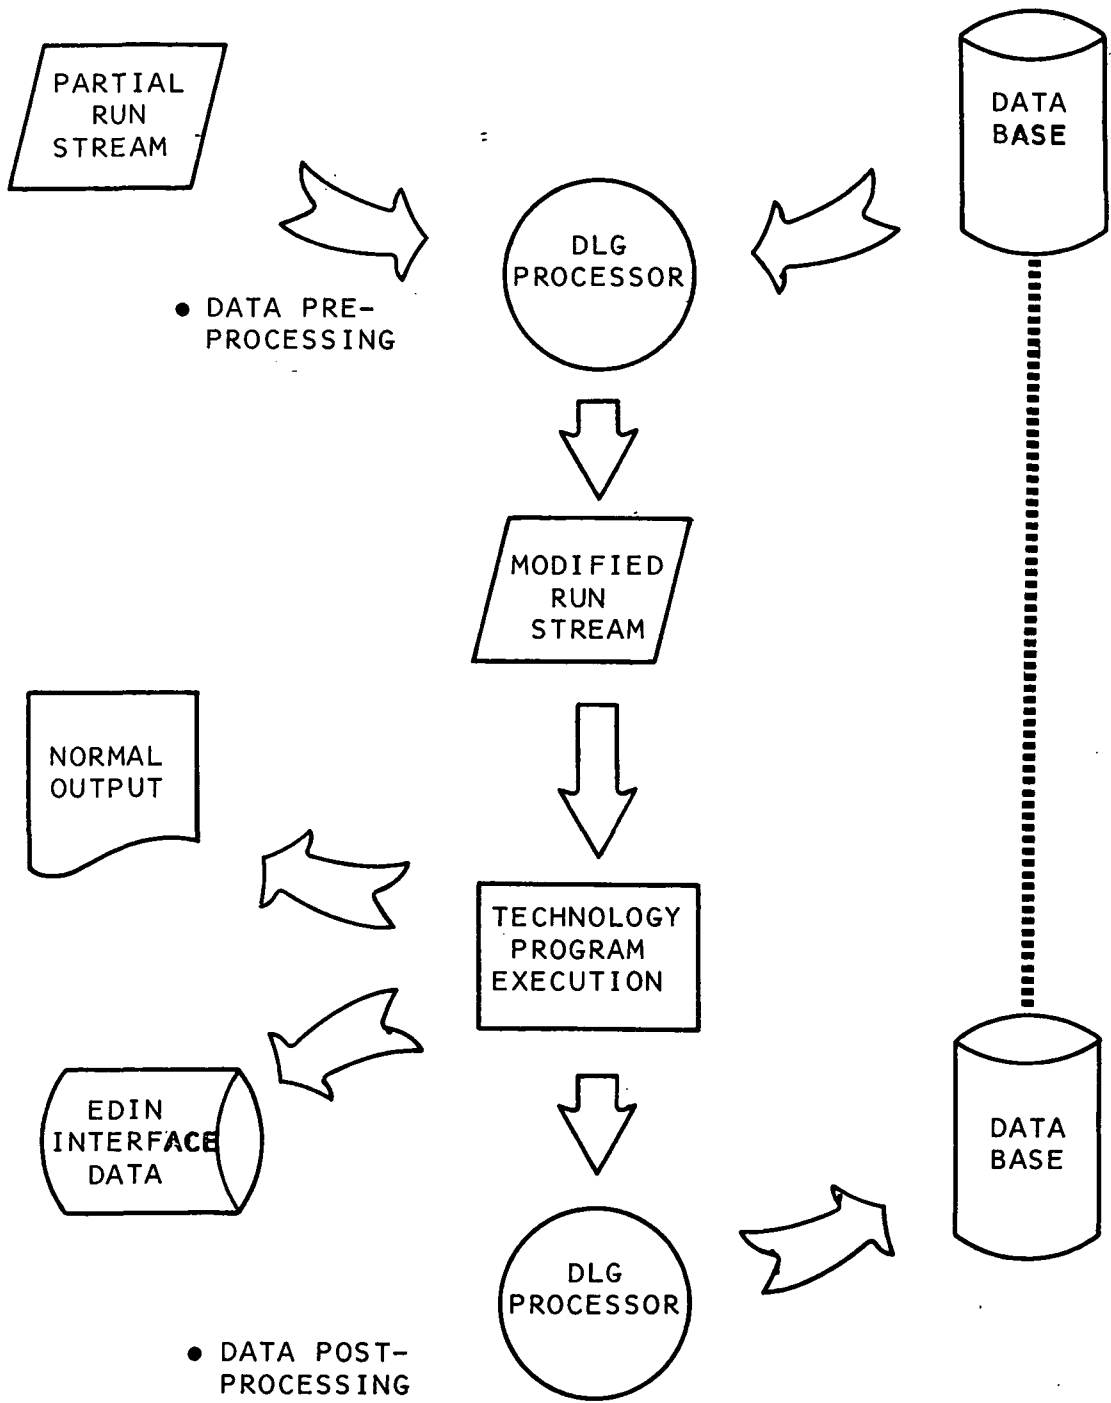 PARTIAL
RUN
STREAM
DATA
BASE
DLG
PROCESSOR
● DATA PRE-
PROCESSING
MODIFIED
RUN
STREAM
NORMAL
OUTPUT
TECHNOLOGY
PROGRAM
EXECUTION
EDIN
INTERFACE
DATA
DATA
BASE
DLG
PROCESSOR
● DATA POST-
PROCESSING